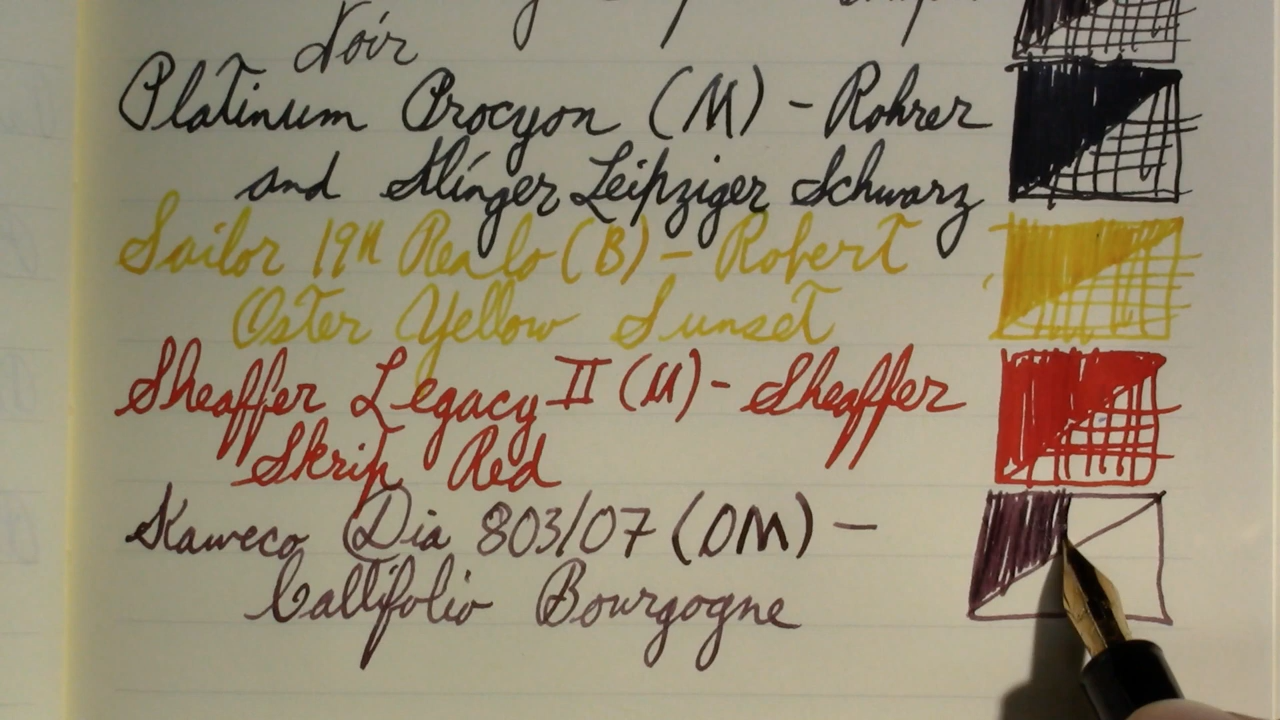 Noir
Platinum Procyon (M) - Rohrer
and Klinger Leipziger Schwarz
Sailor 1911 Realo (B) - Robert
Oster Yellow Sunset
Sheaffer Legacy II (M) - Sheaffer
Skrip Red
Kaweco Dia 803/07 (OM) -
Callifolio Bourgogne